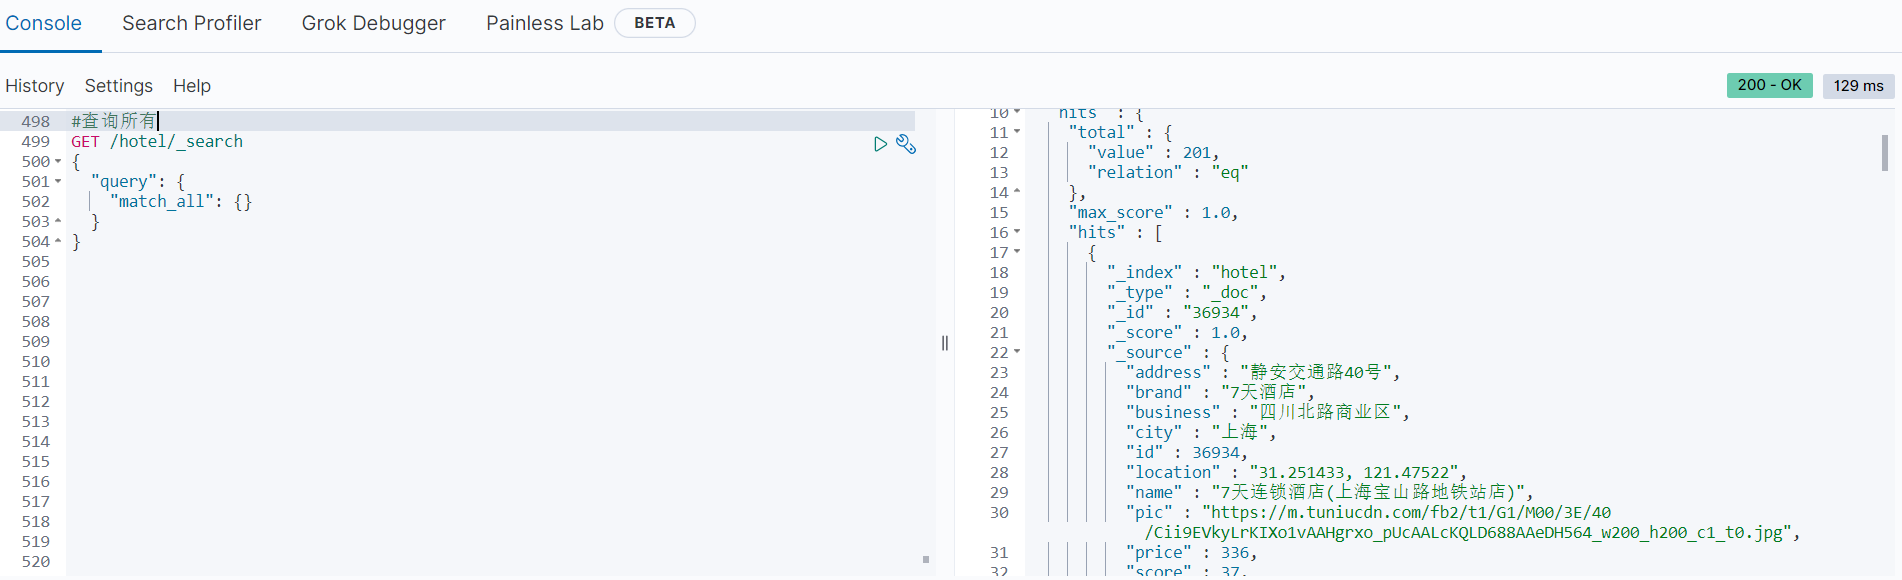 Console Search Profiler Grok Debugger Painless Lab BETA
History Settings Help 200 - OK 129 ms
498 #查询所有
499 GET /hotel/_search
500 {
501 "query": {
502 "match_all": {}
503 }
504 }
505
506
507
508
509
510
511
512
513
514
515
516
517
518
519
520
10 hits" : {
11 "total" : {
12 "value" : 201,
13 "relation" : "eq"
14 },
15 "max_score" : 1.0,
16 "hits" : [
17 {
18 "_index" : "hotel",
19 "_type" : "_doc",
20 "_id" : "36934",
21 "_score" : 1.0,
22 "_source" : {
23 "address" : "静安交通路40号",
24 "brand" : "7天酒店",
25 "business" : "四川北路商业区",
26 "city" : "上海",
27 "id" : 36934,
28 "location" : "31.251433, 121.47522",
29 "name" : "7天连锁酒店(上海宝山路地铁站店)",
30 "pic" : "https://m.tuniucdn.com/fb2/t1/G1/M00/3E/40
/Cii9EVkyLrKIXo1vAAHgrxo_pUcAALcKQLD688AAeDH564_w200_h200_c1_t0.jpg",
31 "price" : 336,
32 "score" : 37,